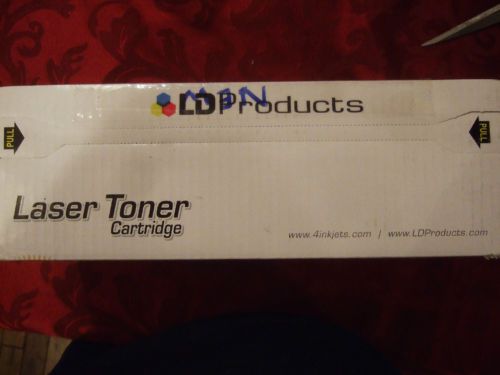 MBN
LDProducts
PULL
PULL
Laser Toner
Cartridge
www.4inkjets.com | www.LDProducts.com